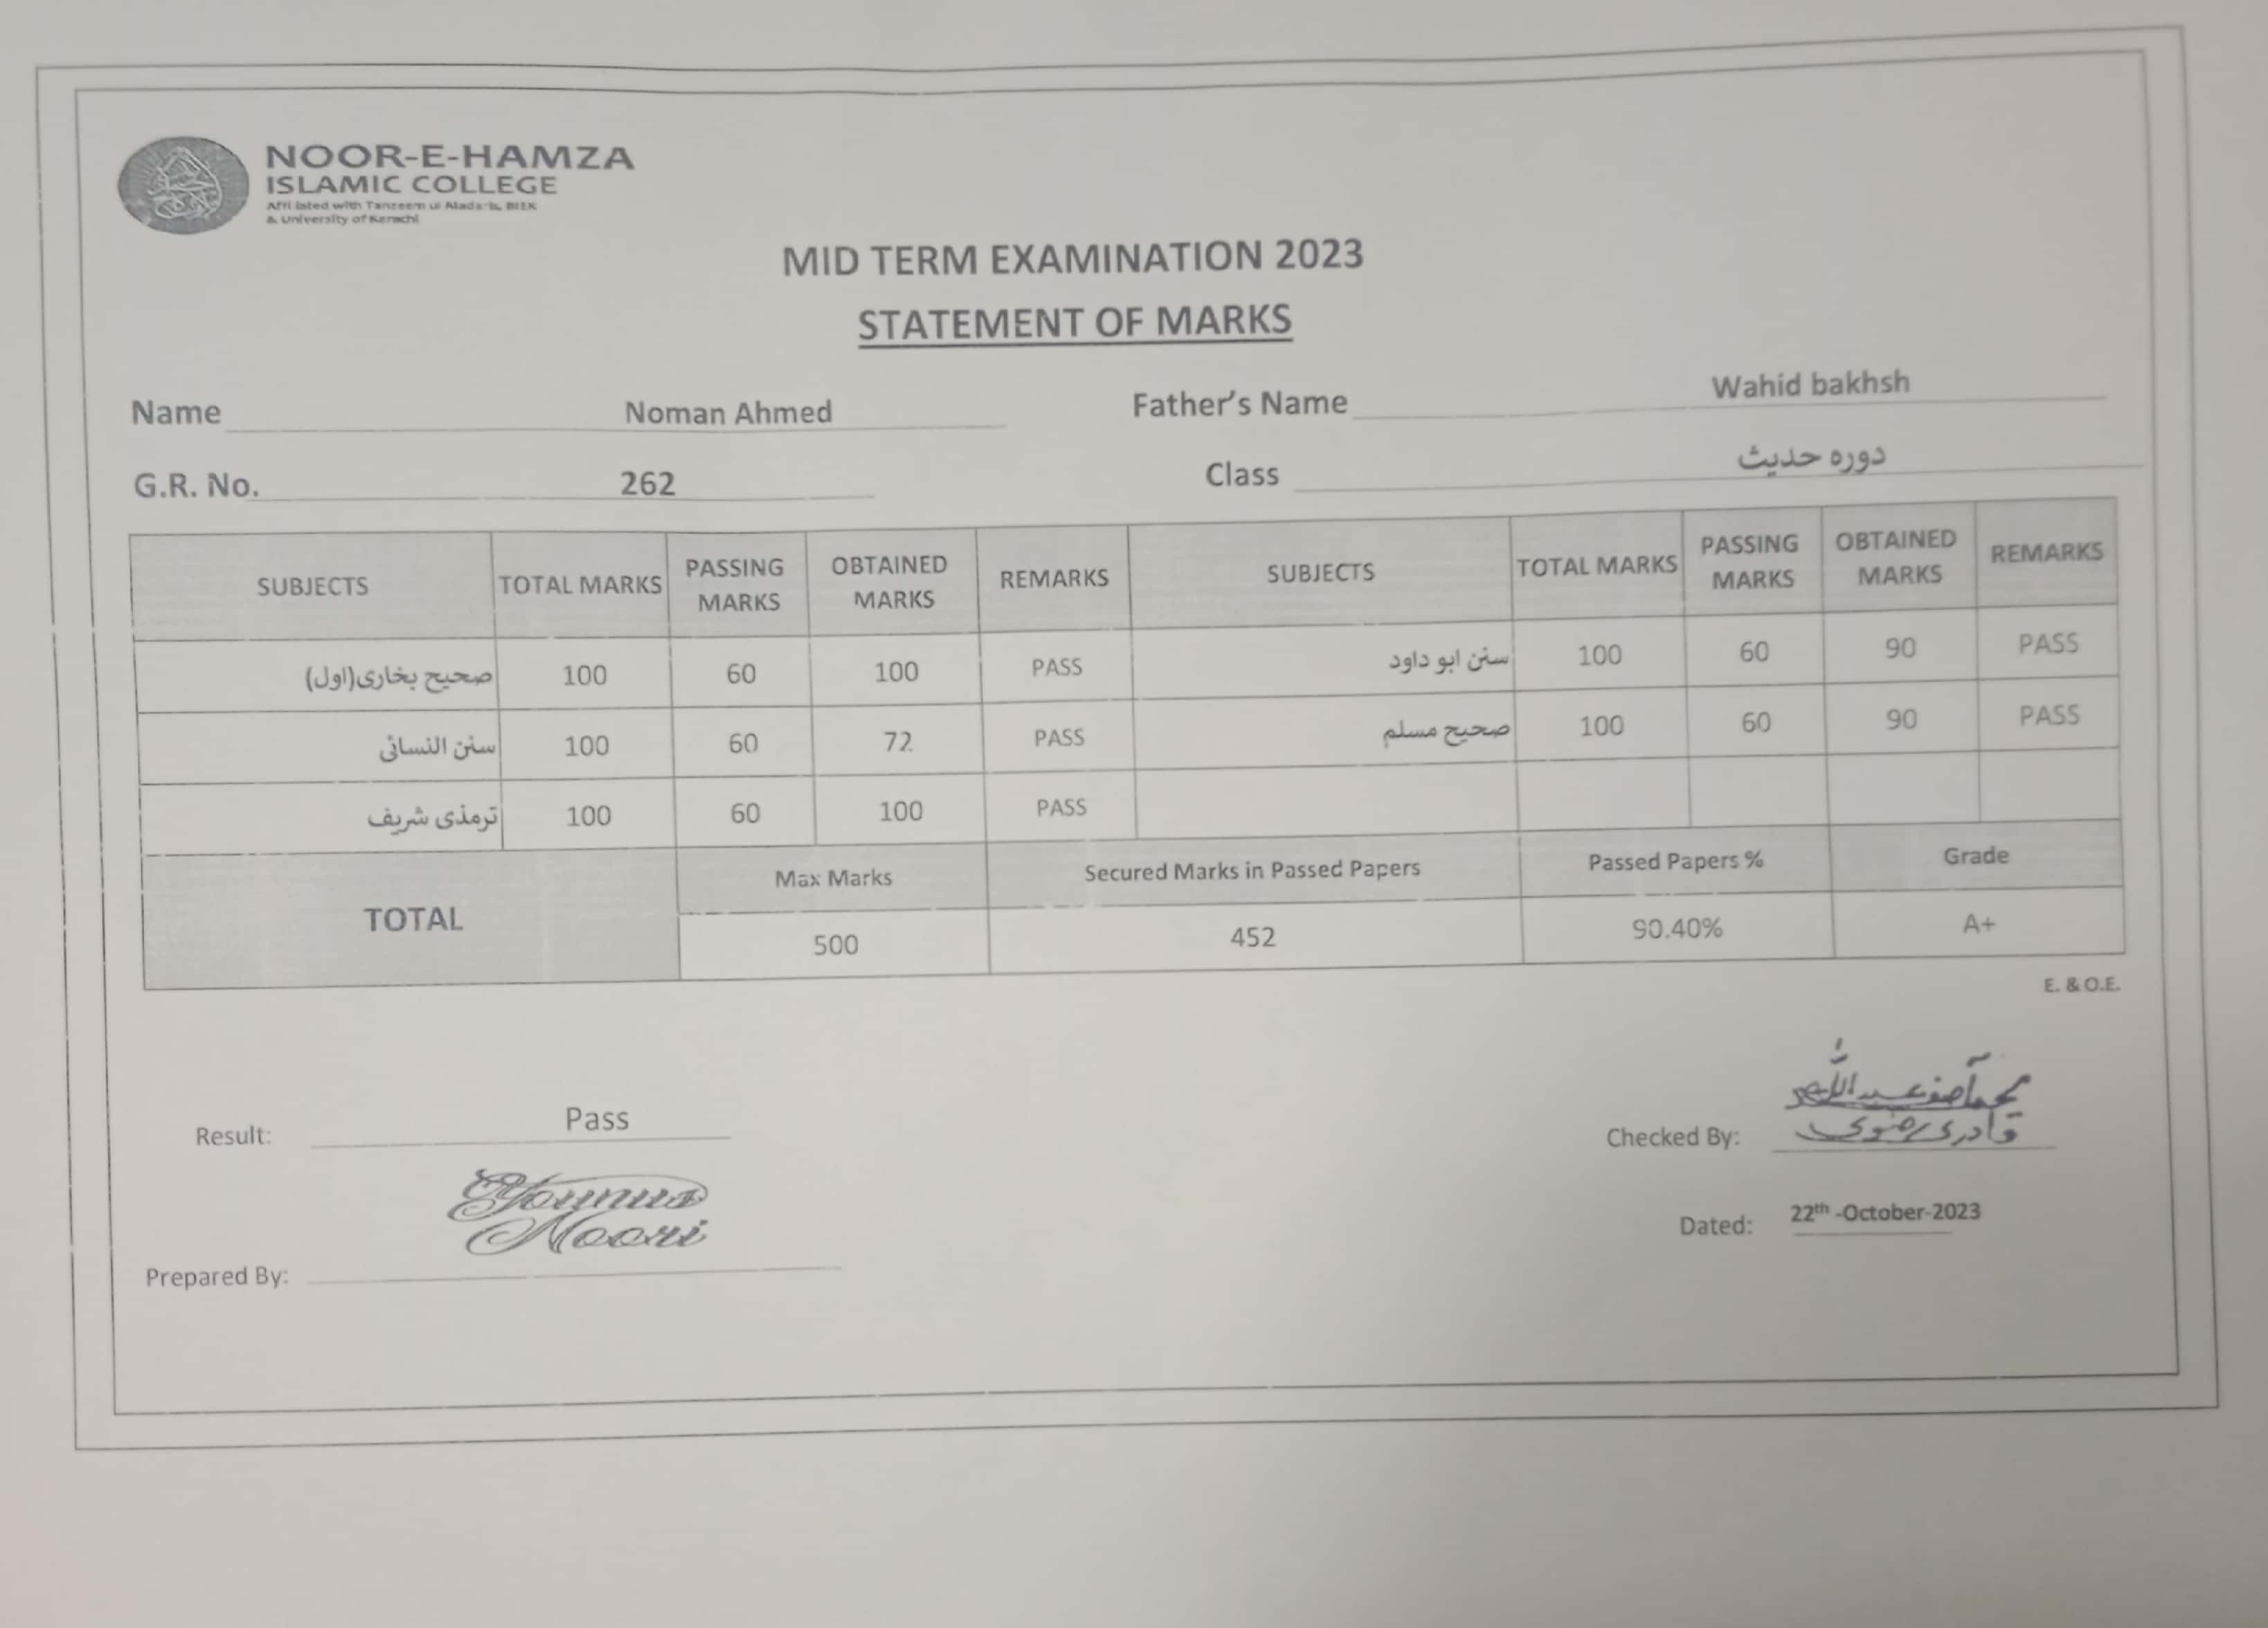 NOOR-E-HAMZA
ISLAMIC COLLEGE
Affiliated with Tanzeem ul Madaris, BIEK
& University of Karachi
MID TERM EXAMINATION 2023
STATEMENT OF MARKS
Name Noman Ahmed Father's Name Wahid bakhsh
G.R. No. 262 Class دوره حدیث
SUBJECTS TOTAL MARKS PASSING MARKS OBTAINED MARKS REMARKS SUBJECTS TOTAL MARKS PASSING MARKS OBTAINED MARKS REMARKS
صحیح بخاری(اول) 100 60 100 PASS سنن ابو داود 100 60 90 PASS
سنن النسائی 100 60 72 PASS صحیح مسلم 100 60 90 PASS
ترمذی شریف 100 60 100 PASS
TOTAL Max Marks Secured Marks in Passed Papers Passed Papers % Grade
500 452 90.40% A+
E. & O.E.
Result: Pass
Checked By: محمد آصف عبداللہ
قادری رضوی
Younus
Noori
Prepared By:
Dated: 22th -October-2023